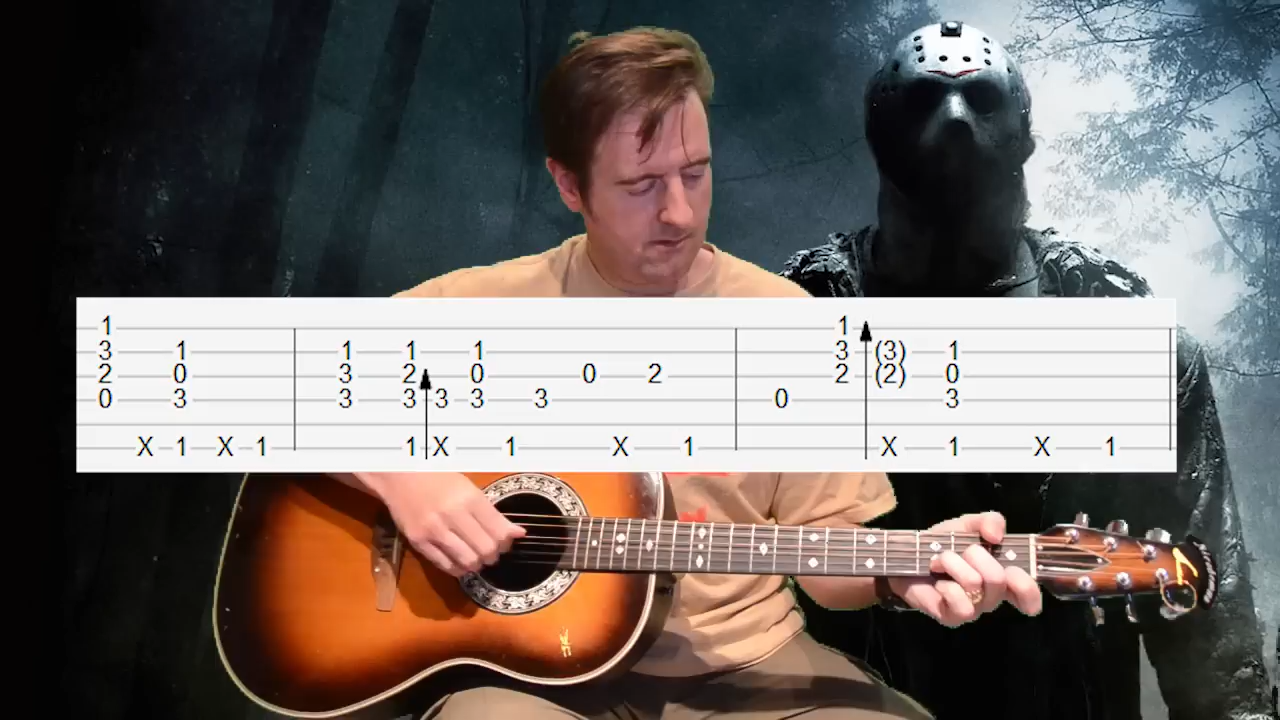 1 1
3 1 1 1 1 3 (3) 1
2 0 3 2 0 0 2 2 (2) 0
0 3 3 3 3 3 3 0 3
X 1 X 1 1 X 1 X 1 X 1 X 1